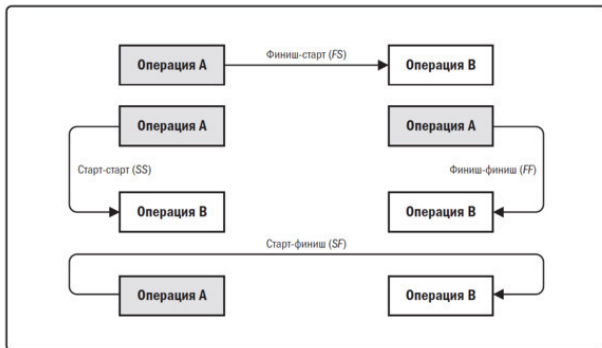 Финиш-старт (FS)
Операция A
Операция B
Операция A
Операция A
Старт-старт (SS)
Финиш-финиш (FF)
Операция B
Операция B
Старт-финиш (SF)
Операция A
Операция B